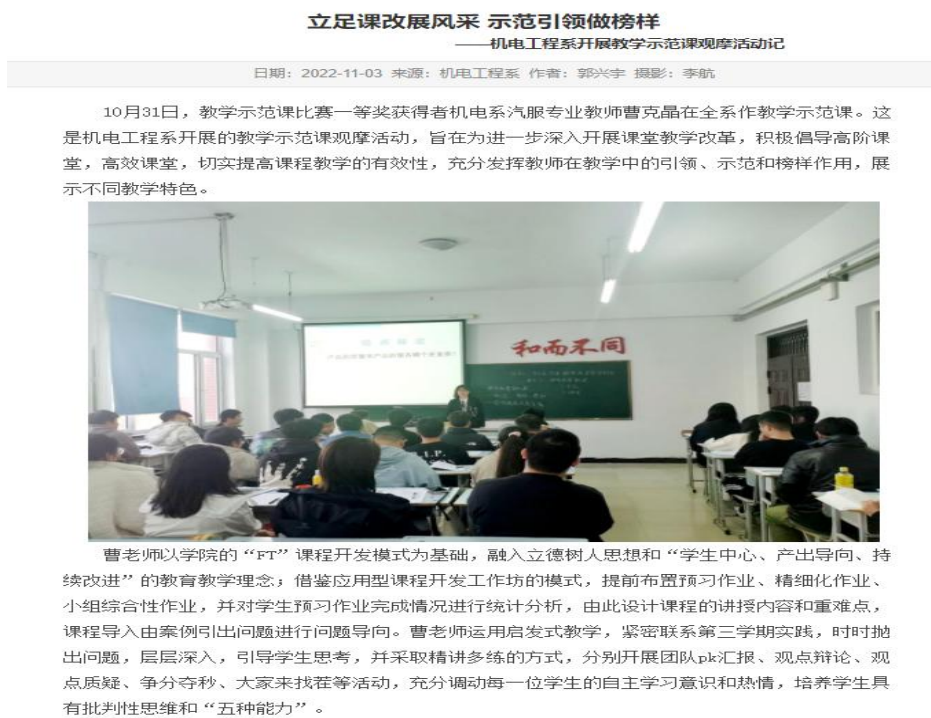 立足课改展风采 示范引领做榜样
——机电工程系开展教学示范课观摩活动记
日期：2022-11-03 来源：机电工程系 作者：郭兴宇 摄影：李航
10月31日，教学示范课比赛一等奖获得者机电系汽服专业教师曹克晶在全系作教学示范课。这
是机电工程系开展的教学示范课观摩活动，旨在为进一步深入开展课堂教学改革，积极倡导高阶课
堂，高效课堂，切实提高课程教学的有效性，充分发挥教师在教学中的引领、示范和榜样作用，展
示不同教学特色。
和而不同
曹老师以学院的“FT”课程开发模式为基础，融入立德树人思想和“学生中心、产出导向、持
续改进”的教育教学理念；借鉴应用型课程开发工作坊的模式，提前布置预习作业、精细化作业、
小组综合性作业，并对学生预习作业完成情况进行统计分析，由此设计课程的讲授内容和重难点，
课程导入由案例引出问题进行问题导向。曹老师运用启发式教学，紧密联系第三学期实践，时时抛
出问题，层层深入，引导学生思考，并采取精讲多练的方式，分别开展团队pk汇报、观点辩论、观
点质疑、争分夺秒、大家来找茬等活动，充分调动每一位学生的自主学习意识和热情，培养学生具
有批判性思维和“五种能力”。